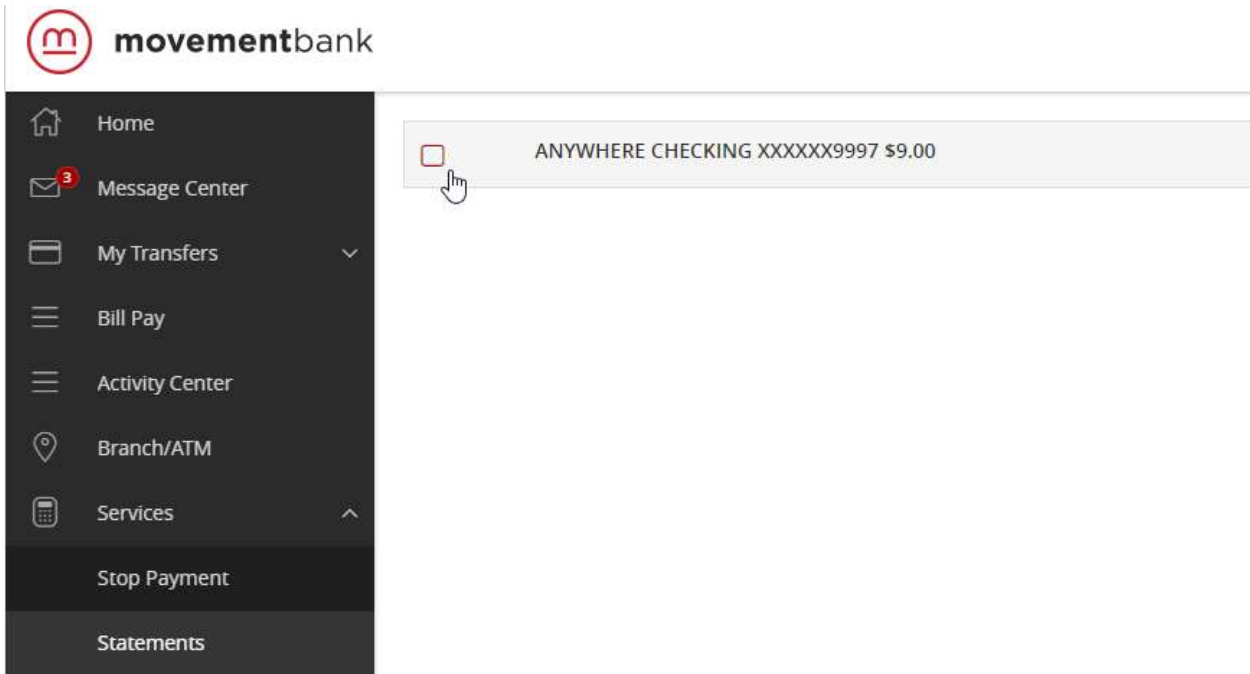 m movementbank
Home
3
Message Center
My Transfers
Bill Pay
Activity Center
Branch/ATM
Services
Stop Payment
Statements
ANYWHERE CHECKING XXXXXX9997 $9.00